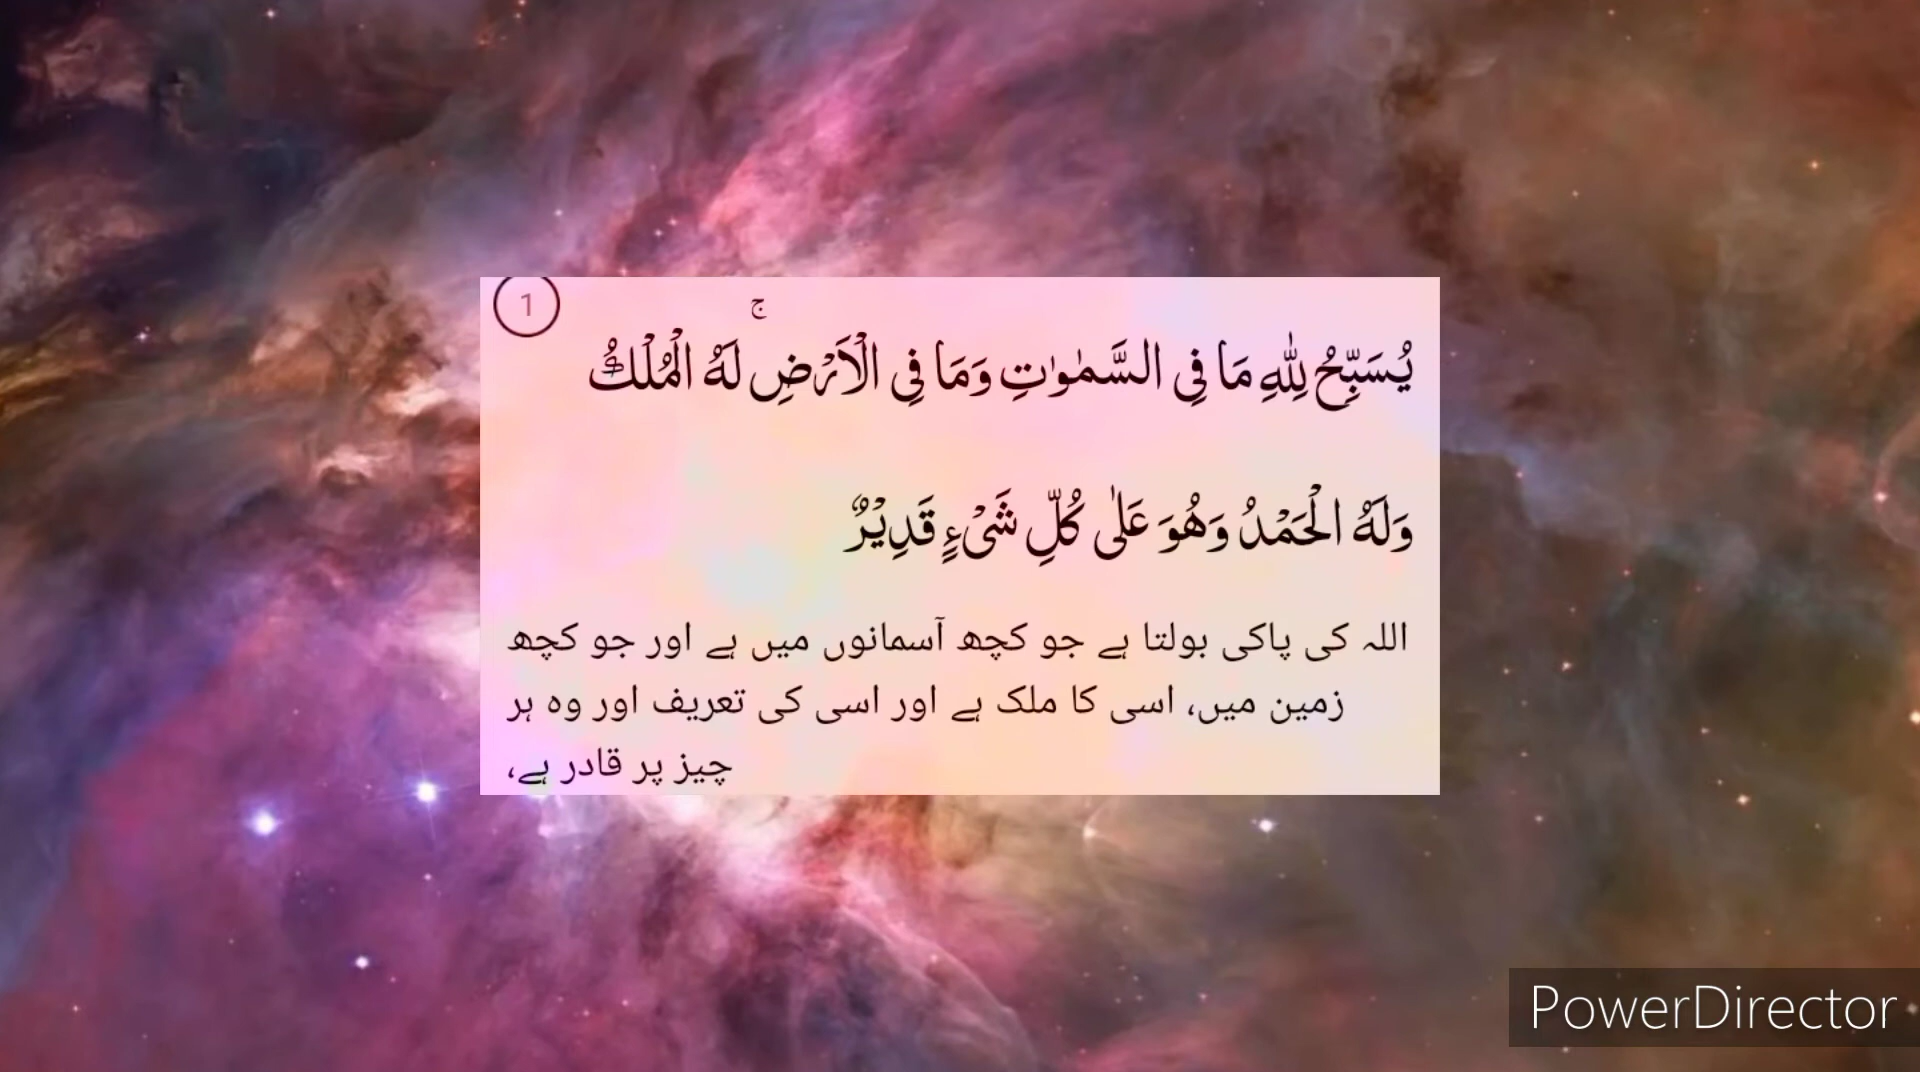 1
يُسَبِّحُ لِلّٰهِ مَا فِي السَّمٰوٰتِ وَمَا فِي الْاَرْضِ ۚ لَهُ الْمُلْكُ
وَلَهُ الْحَمْدُ وَهُوَ عَلٰى كُلِّ شَيْءٍ قَدِيْرٌ
اللہ کی پاکی بولتا ہے جو کچھ آسمانوں میں ہے اور جو کچھ
زمین میں، اسی کا ملک ہے اور اسی کی تعریف اور وہ ہر
چیز پر قادر ہے،
PowerDirector